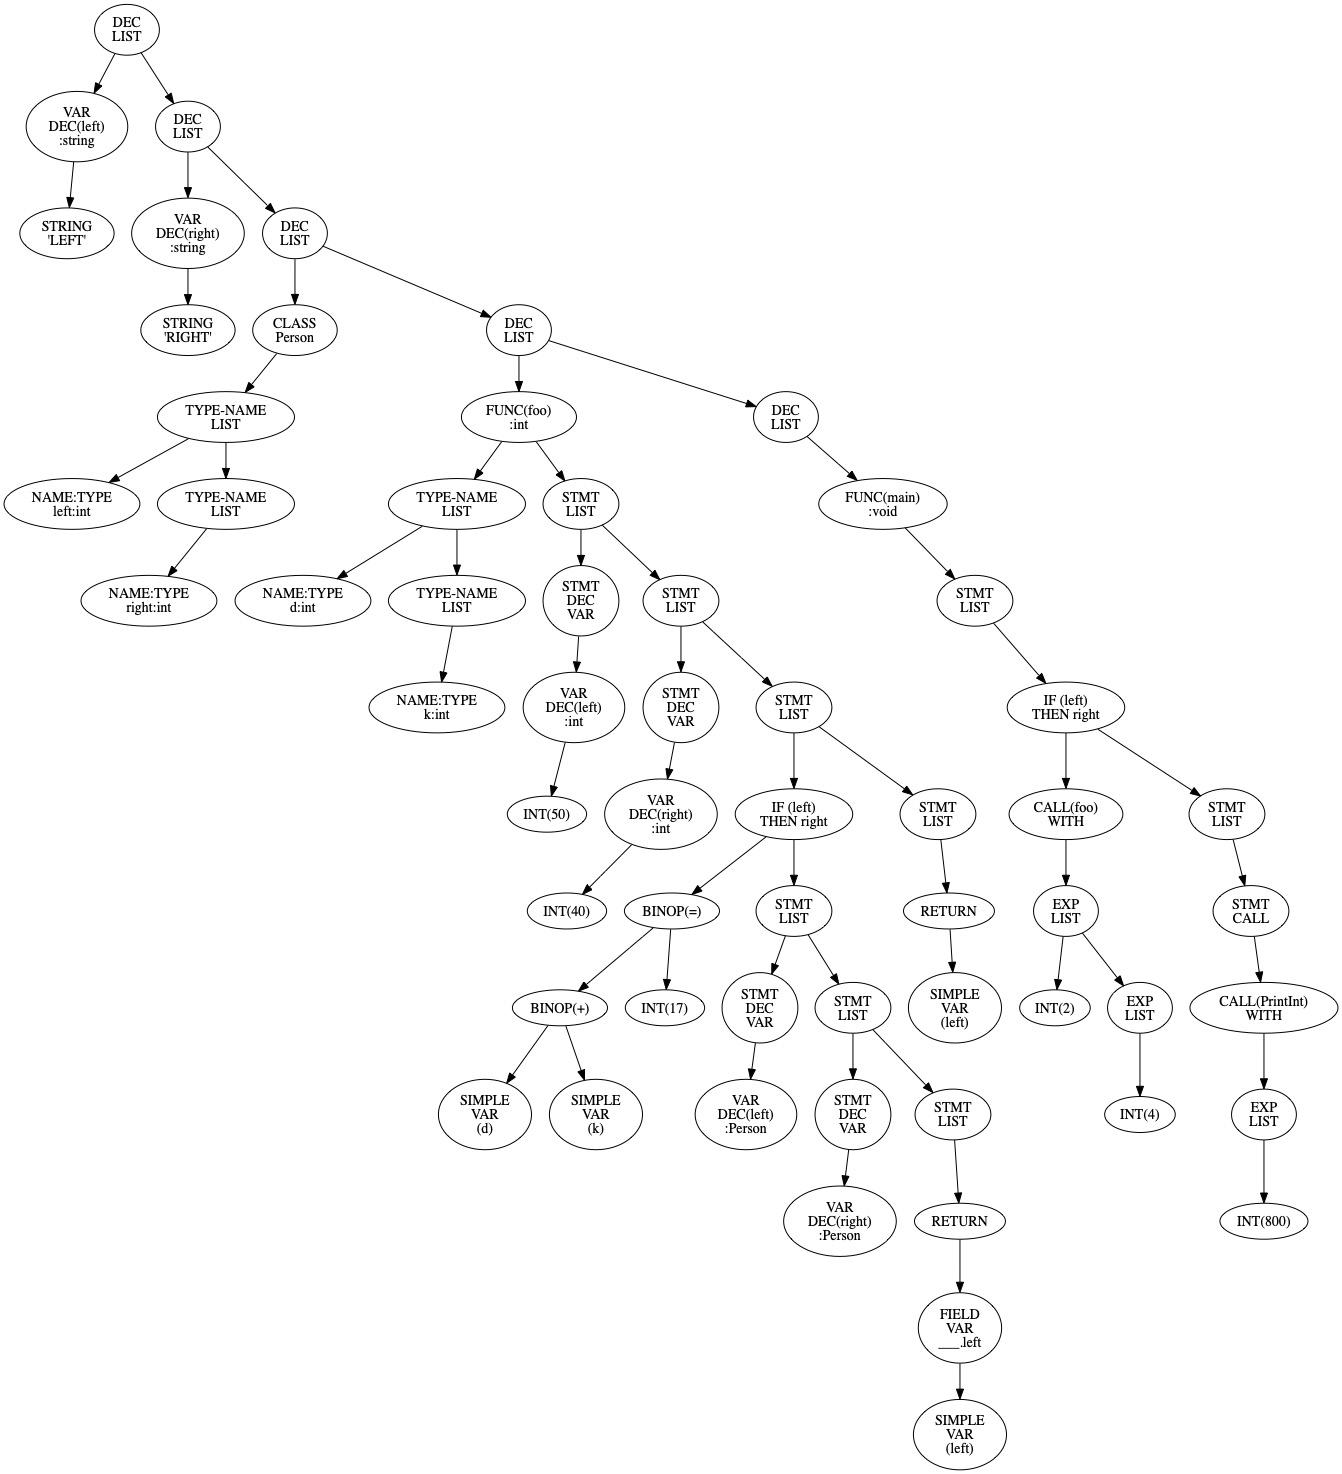 DEC
LIST
VAR
DEC(left)
:string
DEC
LIST
STRING
'LEFT'
VAR
DEC(right)
:string
DEC
LIST
STRING
'RIGHT'
CLASS
Person
DEC
LIST
TYPE-NAME
LIST
FUNC(foo)
:int
DEC
LIST
NAME:TYPE
left:int
TYPE-NAME
LIST
TYPE-NAME
LIST
STMT
LIST
FUNC(main)
:void
NAME:TYPE
right:int
NAME:TYPE
d:int
TYPE-NAME
LIST
STMT
DEC
VAR
STMT
LIST
STMT
LIST
NAME:TYPE
k:int
VAR
DEC(left)
:int
STMT
DEC
VAR
STMT
LIST
IF (left)
THEN right
INT(50)
VAR
DEC(right)
:int
IF (left)
THEN right
STMT
LIST
CALL(foo)
WITH
STMT
LIST
INT(40)
BINOP(=)
STMT
LIST
RETURN
EXP
LIST
STMT
CALL
BINOP(+)
INT(17)
STMT
DEC
VAR
STMT
LIST
SIMPLE
VAR
(left)
INT(2)
EXP
LIST
CALL(PrintInt)
WITH
SIMPLE
VAR
(d)
SIMPLE
VAR
(k)
VAR
DEC(left)
:Person
STMT
DEC
VAR
STMT
LIST
INT(4)
EXP
LIST
VAR
DEC(right)
:Person
RETURN
INT(800)
FIELD
VAR
___.left
SIMPLE
VAR
(left)